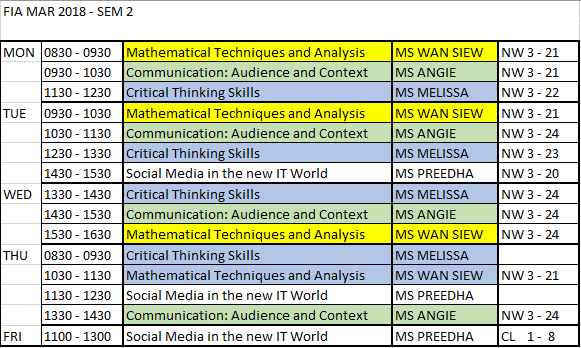 FIA MAR 2018 - SEM 2
MON 0830 - 0930 Mathematical Techniques and Analysis MS WAN SIEW NW 3 - 21
0930 - 1030 Communication: Audience and Context MS ANGIE NW 3 - 21
1130 - 1230 Critical Thinking Skills MS MELISSA NW 3 - 22
TUE 0930 - 1030 Mathematical Techniques and Analysis MS WAN SIEW NW 3 - 21
1030 - 1130 Communication: Audience and Context MS ANGIE NW 3 - 24
1230 - 1330 Critical Thinking Skills MS MELISSA NW 3 - 23
1430 - 1530 Social Media in the new IT World MS PREEDHA NW 3 - 20
WED 1330 - 1430 Critical Thinking Skills MS MELISSA NW 3 - 24
1430 - 1530 Communication: Audience and Context MS ANGIE NW 3 - 24
1530 - 1630 Mathematical Techniques and Analysis MS WAN SIEW NW 3 - 24
THU 0830 - 0930 Critical Thinking Skills MS MELISSA
1030 - 1130 Mathematical Techniques and Analysis MS WAN SIEW NW 3 - 21
1130 - 1230 Social Media in the new IT World MS PREEDHA
1330 - 1430 Communication: Audience and Context MS ANGIE NW 3 - 24
FRI 1100 - 1300 Social Media in the new IT World MS PREEDHA CL 1 - 8